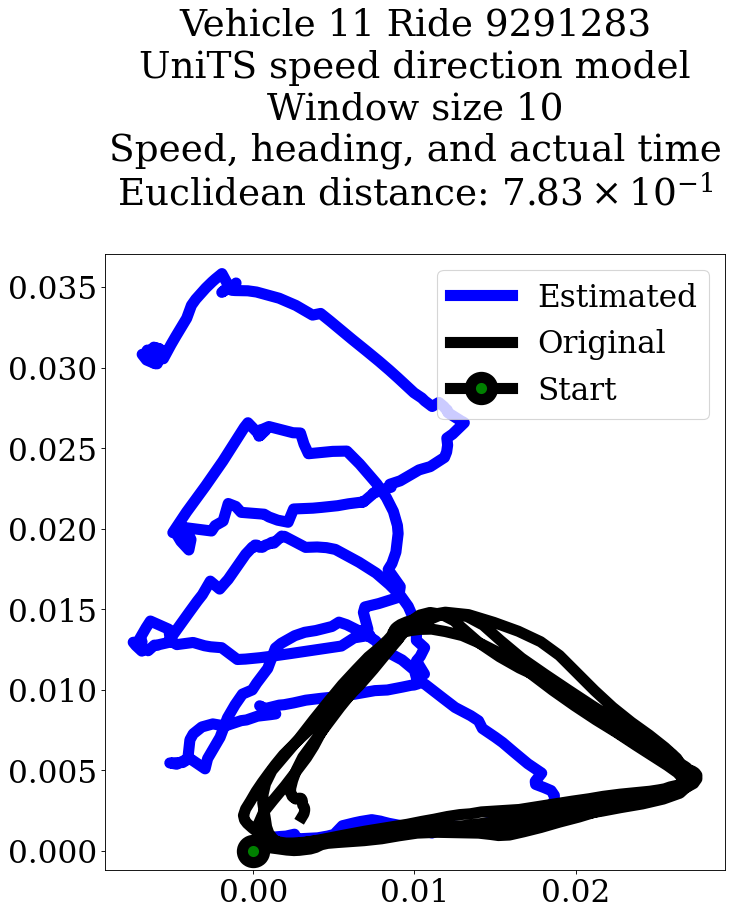 Vehicle 11 Ride 9291283
UniTS speed direction model
Window size 10
Speed, heading, and actual time
Euclidean distance: $7.83 \times 10^{-1}$
Estimated
Original
Start
0.035
0.030
0.025
0.020
0.015
0.010
0.005
0.000
0.00 0.01 0.02